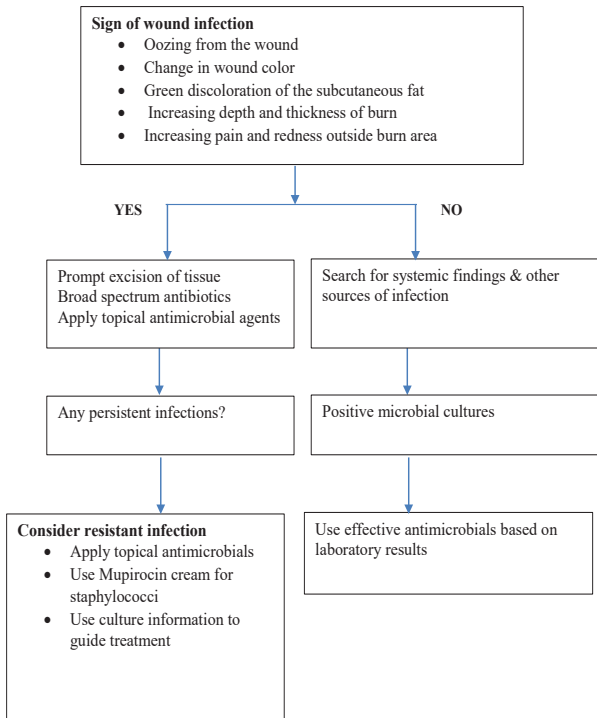 Sign of wound infection
• Oozing from the wound
• Change in wound color
• Green discoloration of the subcutaneous fat
• Increasing depth and thickness of burn
• Increasing pain and redness outside burn area
YES
NO
Prompt excision of tissue
Broad spectrum antibiotics
Apply topical antimicrobial agents
Search for systemic findings & other
sources of infection
Any persistent infections?
Positive microbial cultures
Consider resistant infection
• Apply topical antimicrobials
• Use Mupirocin cream for
staphylococci
• Use culture information to
guide treatment
Use effective antimicrobials based on
laboratory results